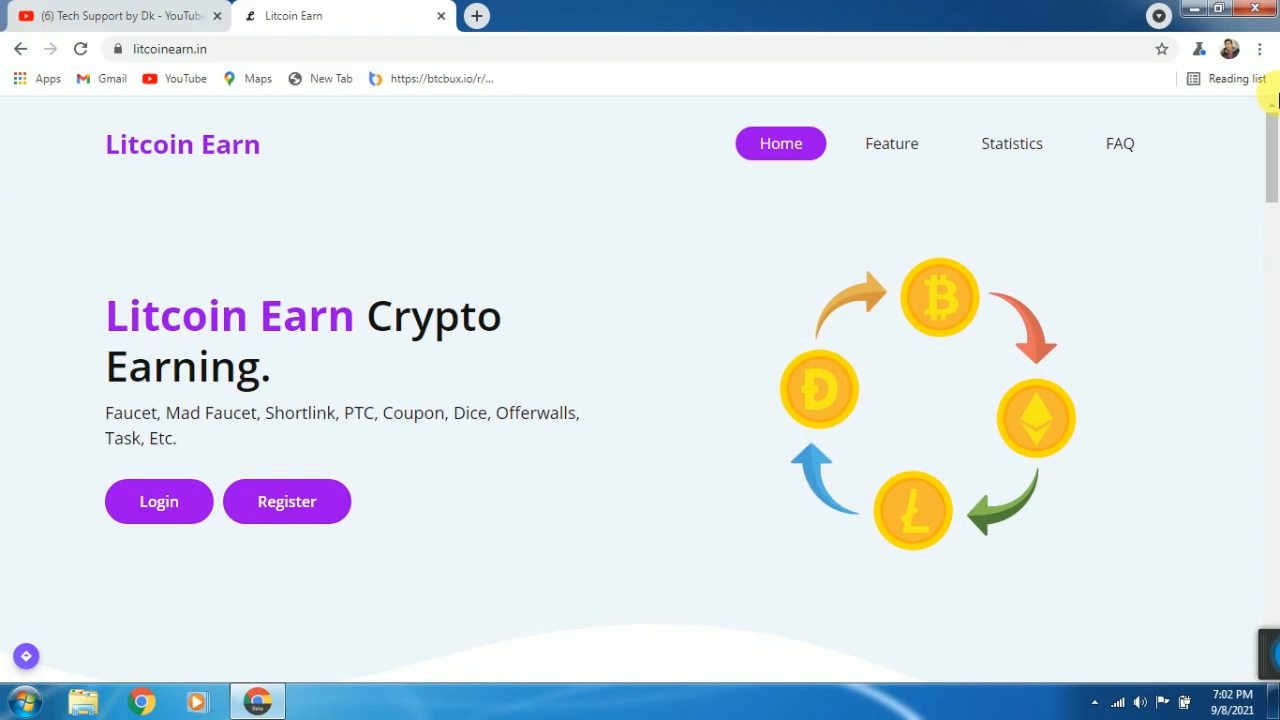 (6) Tech Support by Dk - YouTube
Litcoin Earn
litcoinearn.in
Apps
Gmail
YouTube
Maps
New Tab
https://btcbux.io/r/...
Reading list
Litcoin Earn
Home
Feature
Statistics
FAQ
Litcoin Earn Crypto
Earning.
Faucet, Mad Faucet, Shortlink, PTC, Coupon, Dice, Offerwalls,
Task, Etc.
Login
Register
Beta
7:02 PM
9/8/2021